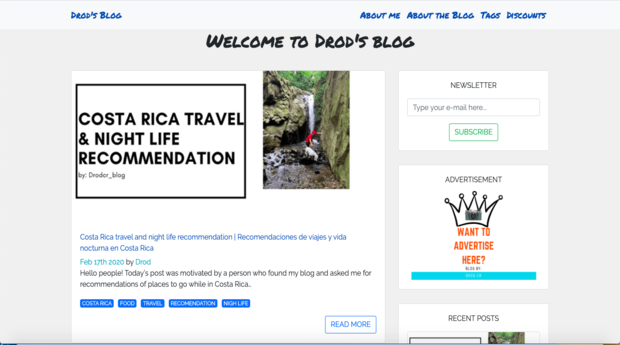 Drod's Blog
About me About the Blog Tags Discounts
Welcome to Drod's blog
COSTA RICA TRAVEL
& NIGHT LIFE
RECOMMENDATION
by: Drodcr_blog
Costa Rica travel and night life recommendation | Recomendaciones de viajes y vida
nocturna en Costa Rica
Feb 17th 2020 by Drod
Hello people! Today's post was motivated by a person who found my blog and asked me for
recommendations of places to go while in Costa Rica...
COSTA RICA FOOD TRAVEL RECOMENDATION NIGH LIFE
READ MORE
NEWSLETTER
Type your e-mail here...
SUBSCRIBE
ADVERTISEMENT
WANT TO
ADVERTISE
HERE?
BLOG BY:
RECENT POSTS